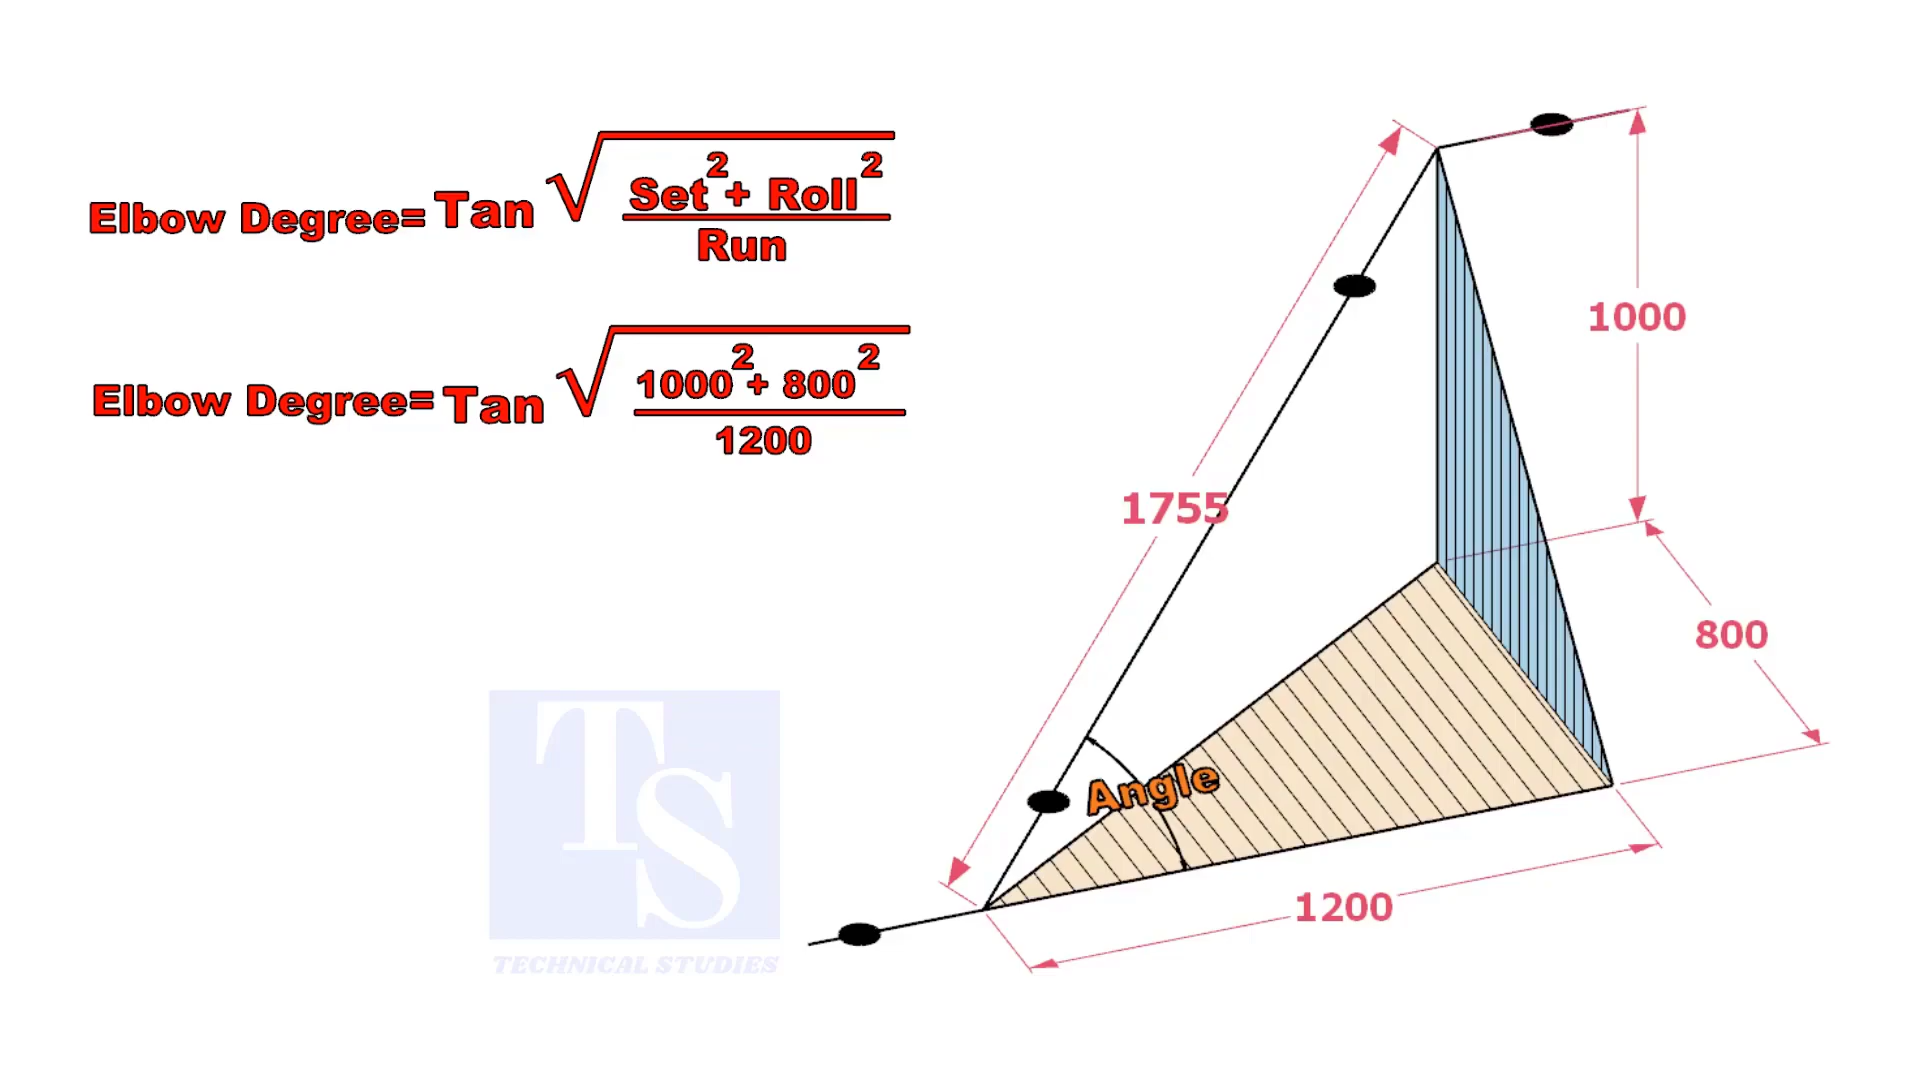 Elbow Degree= Tan √ Set²+ Roll²
Run
Elbow Degree= Tan √ 1000²+ 800²
1200
1000
1755
800
Angle
1200
TS
TECHNICAL STUDIES